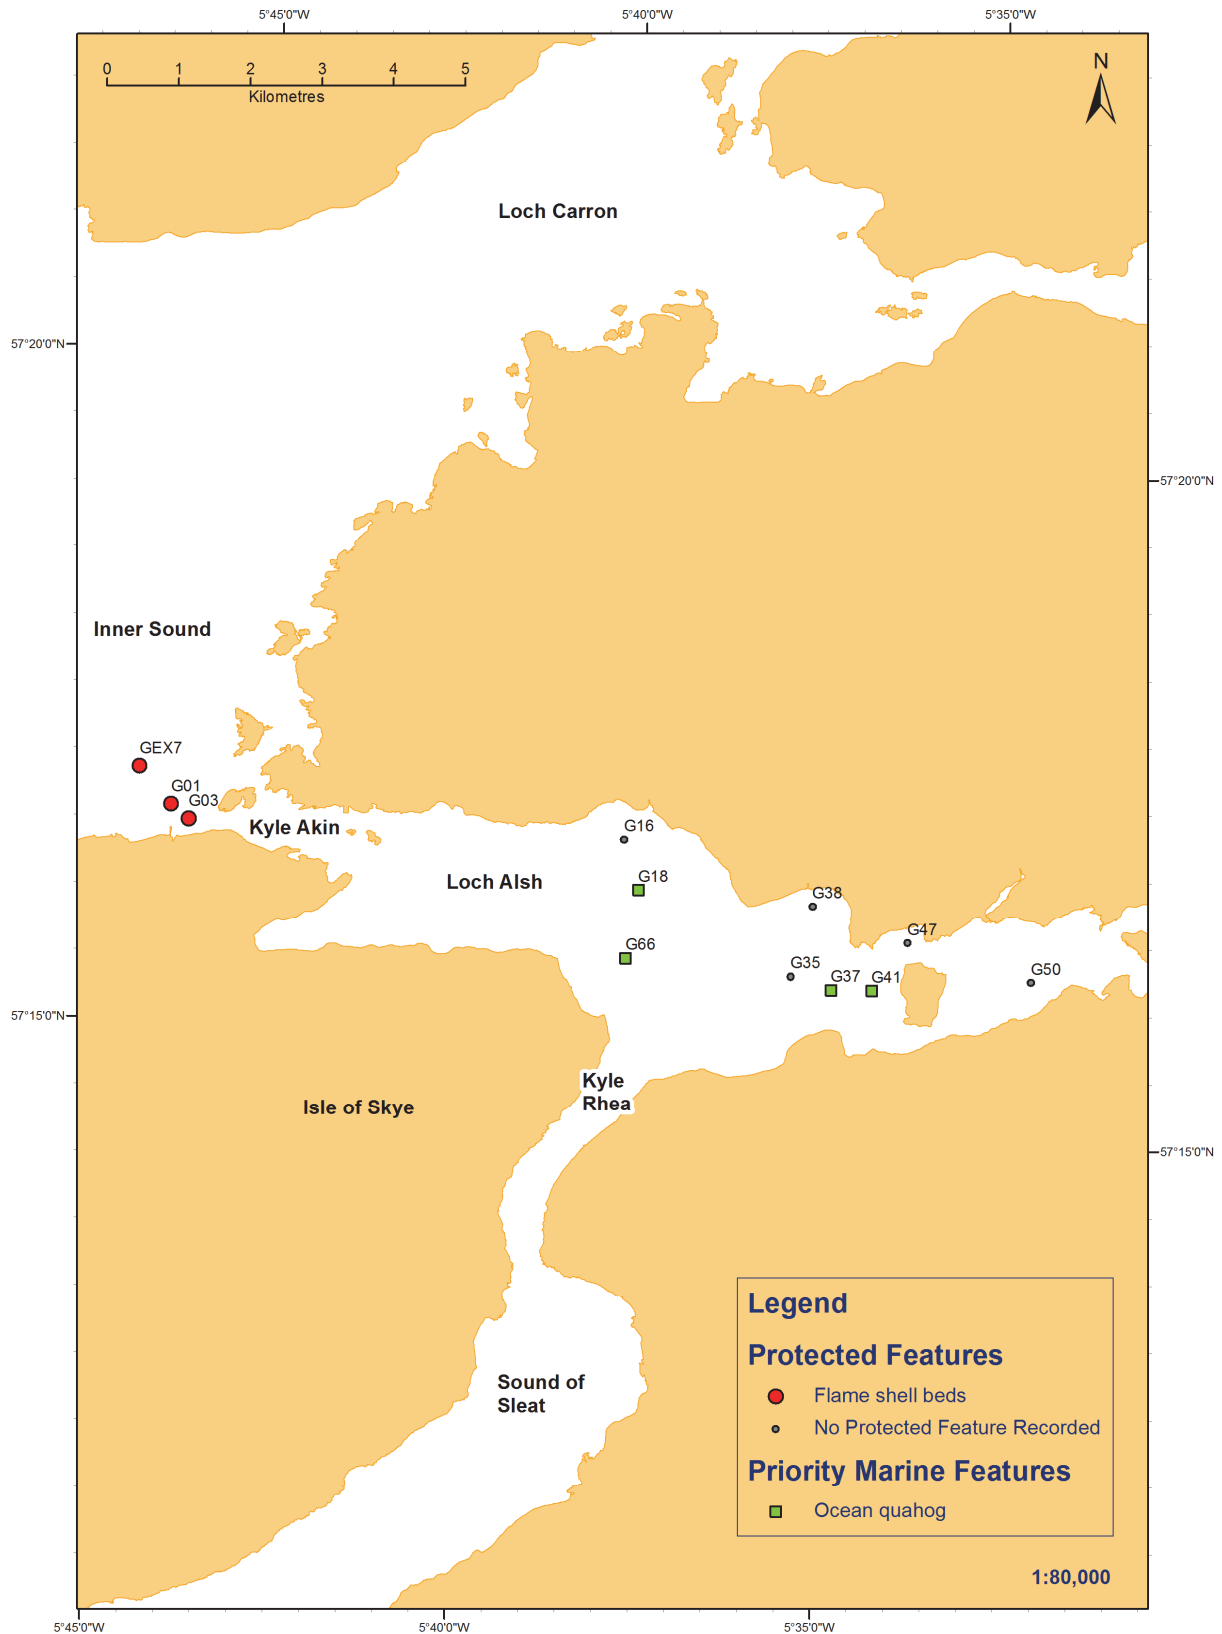 5°45'0"W 5°40'0"W 5°35'0"W
N
0 1 2 3 4 5
Kilometres
Loch Carron
57°20'0"N
57°20'0"N
Inner Sound
GEX7
G01
G03
Kyle Akin
G16
Loch Alsh
G18
G38
G47
G66
G35
G37
G41
G50
57°15'0"N
Kyle
Rhea
Isle of Skye
57°15'0"N
Sound of
Sleat
Legend
Protected Features
Flame shell beds
No Protected Feature Recorded
Priority Marine Features
Ocean quahog
1:80,000
5°45'0"W 5°40'0"W 5°35'0"W